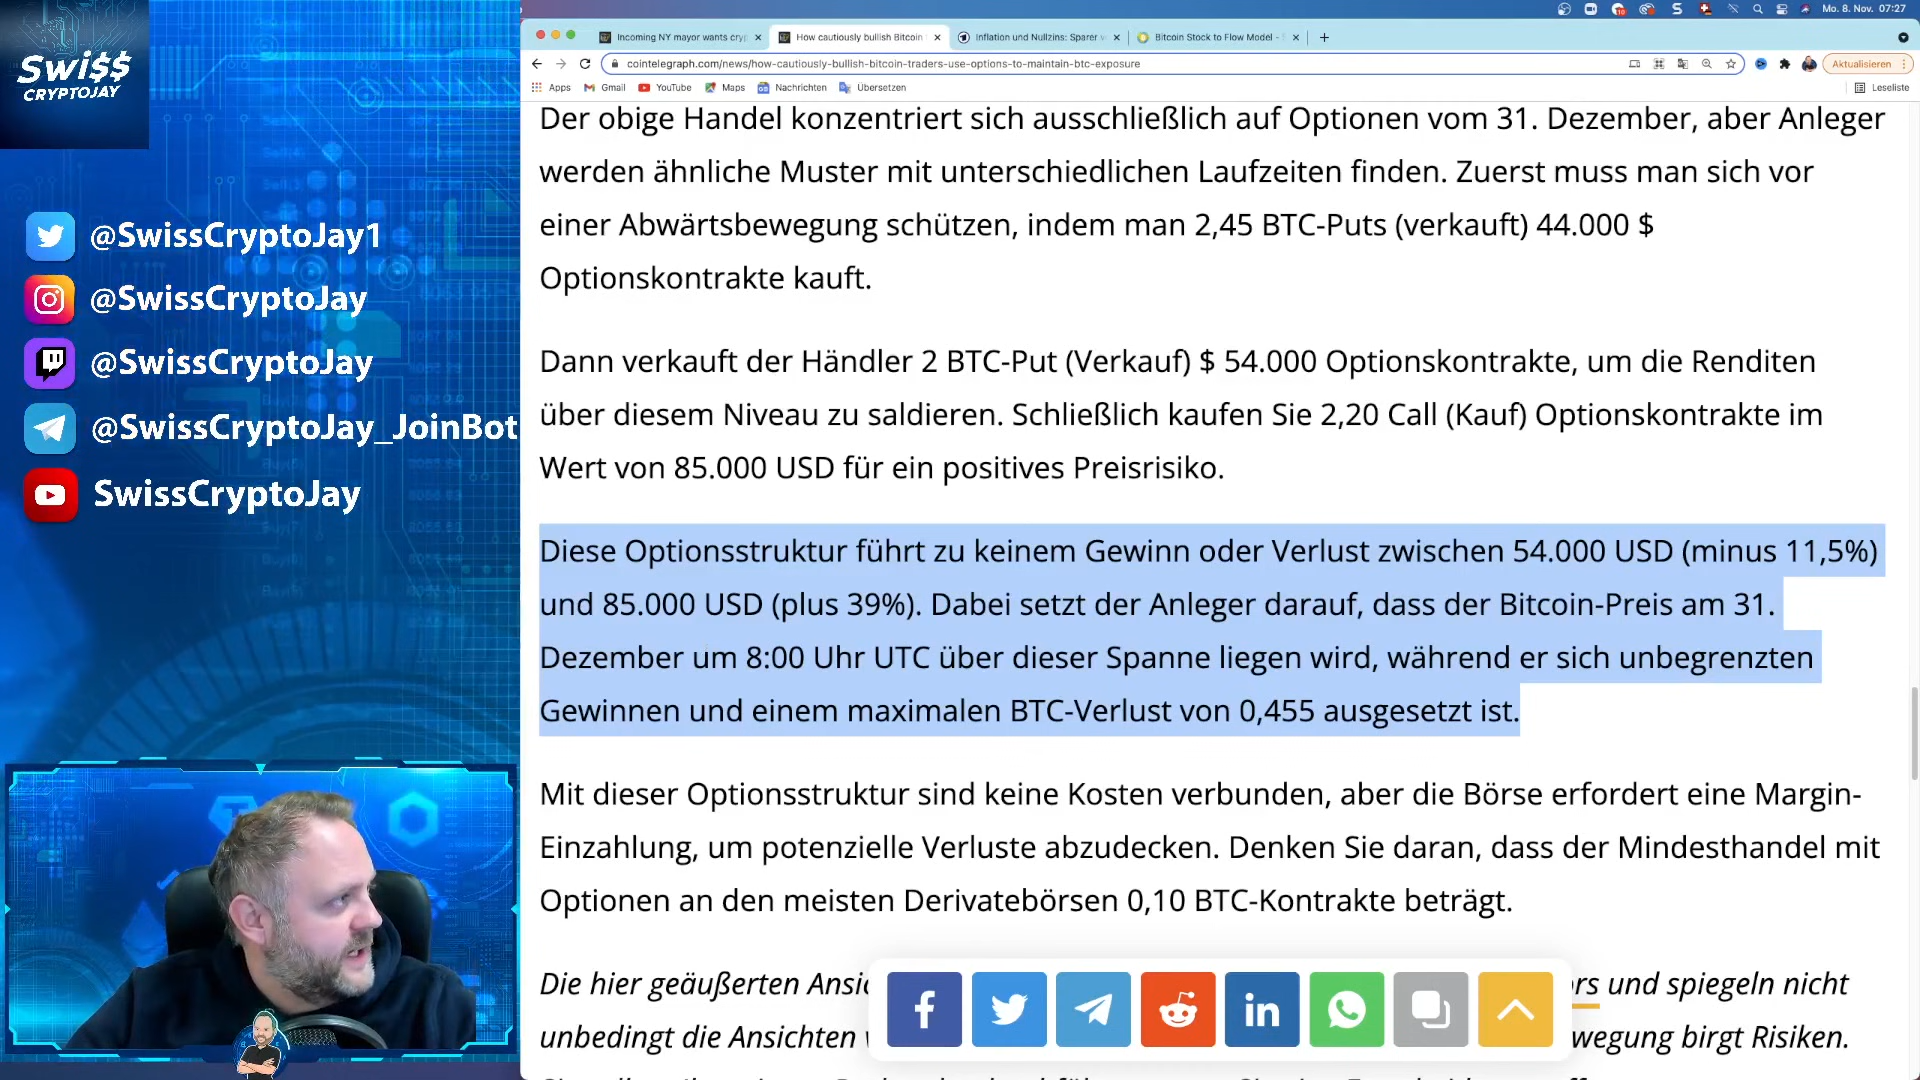 Swi$$
CRYPTOJAY
@SwissCryptoJay1
@SwissCryptoJay
@SwissCryptoJay
@SwissCryptoJay_JoinBot
SwissCryptoJay
Mo. 8. Nov. 07:27
Incoming NY mayor wants cry
How cautiously bullish Bitcoin
Inflation und Nullzins: Sparer v
Bitcoin Stock to Flow Model -
cointelegraph.com/news/how-cautiously-bullish-bitcoin-traders-use-options-to-maintain-btc-exposure
Aktualisieren
Apps
Gmail
YouTube
Maps
Nachrichten
Übersetzen
Leseliste
Der obige Handel konzentriert sich ausschließlich auf Optionen vom 31. Dezember, aber Anleger
werden ähnliche Muster mit unterschiedlichen Laufzeiten finden. Zuerst muss man sich vor
einer Abwärtsbewegung schützen, indem man 2,45 BTC-Puts (verkauft) 44.000 $
Optionskontrakte kauft.
Dann verkauft der Händler 2 BTC-Put (Verkauf) $ 54.000 Optionskontrakte, um die Renditen
über diesem Niveau zu saldieren. Schließlich kaufen Sie 2,20 Call (Kauf) Optionskontrakte im
Wert von 85.000 USD für ein positives Preisrisiko.
Diese Optionsstruktur führt zu keinem Gewinn oder Verlust zwischen 54.000 USD (minus 11,5%)
und 85.000 USD (plus 39%). Dabei setzt der Anleger darauf, dass der Bitcoin-Preis am 31.
Dezember um 8:00 Uhr UTC über dieser Spanne liegen wird, während er sich unbegrenzten
Gewinnen und einem maximalen BTC-Verlust von 0,455 ausgesetzt ist.
Mit dieser Optionsstruktur sind keine Kosten verbunden, aber die Börse erfordert eine Margin-
Einzahlung, um potenzielle Verluste abzudecken. Denken Sie daran, dass der Mindesthandel mit
Optionen an den meisten Derivatebörsen 0,10 BTC-Kontrakte beträgt.
Die hier geäußerten Ansic rs und spiegeln nicht
unbedingt die Ansichten wegung birgt Risiken.